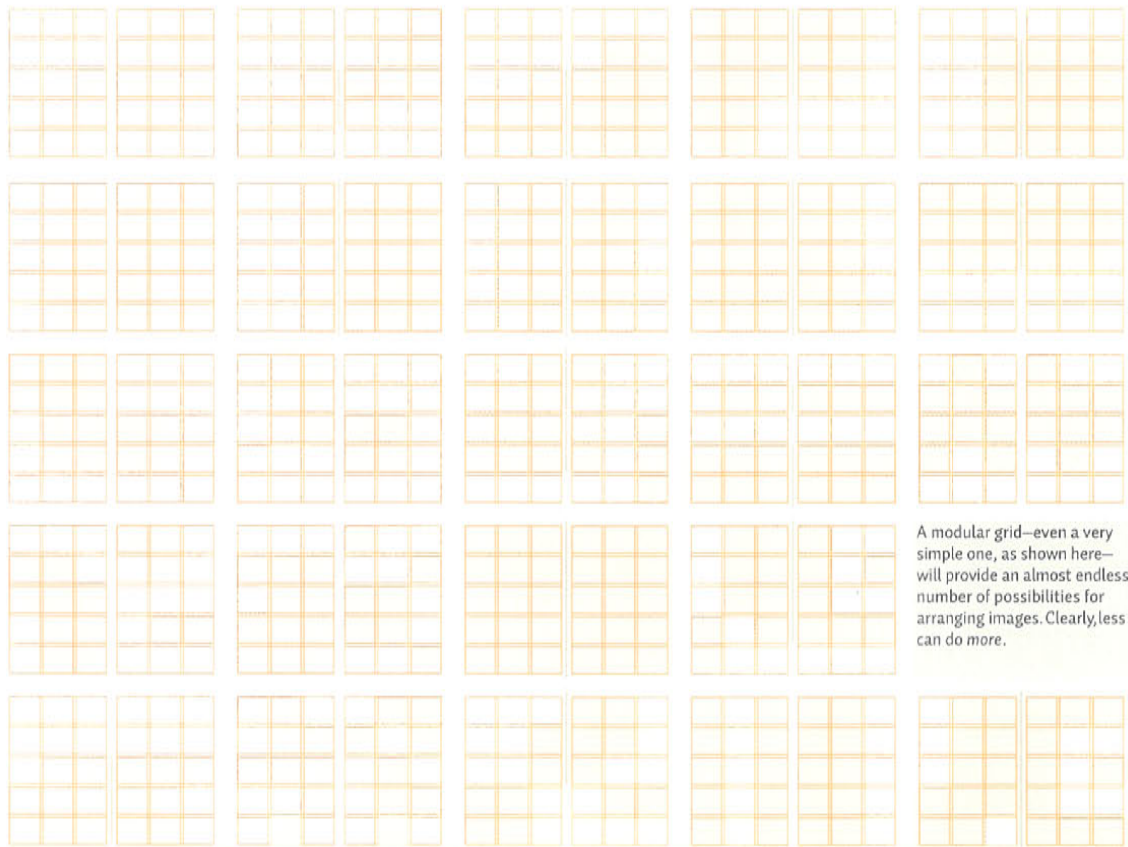 A modular grid—even a very
simple one, as shown here—
will provide an almost endless
number of possibilities for
arranging images. Clearly, less
can do more.